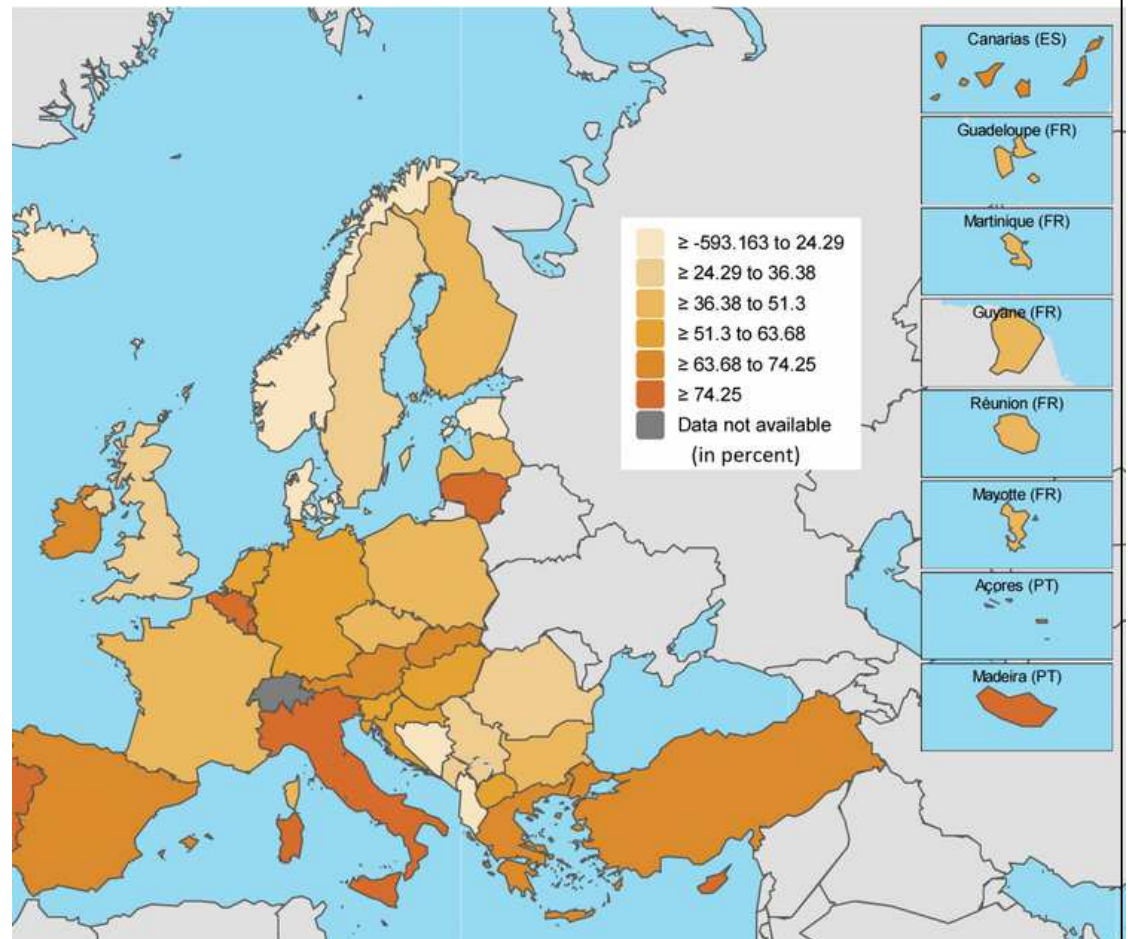 Canarias (ES)
Guadeloupe (FR)
Martinique (FR)
Guyane (FR)
Réunion (FR)
Mayotte (FR)
Açores (PT)
Madeira (PT)
≥ -593.163 to 24.29
≥ 24.29 to 36.38
≥ 36.38 to 51.3
≥ 51.3 to 63.68
≥ 63.68 to 74.25
≥ 74.25
Data not available
(in percent)